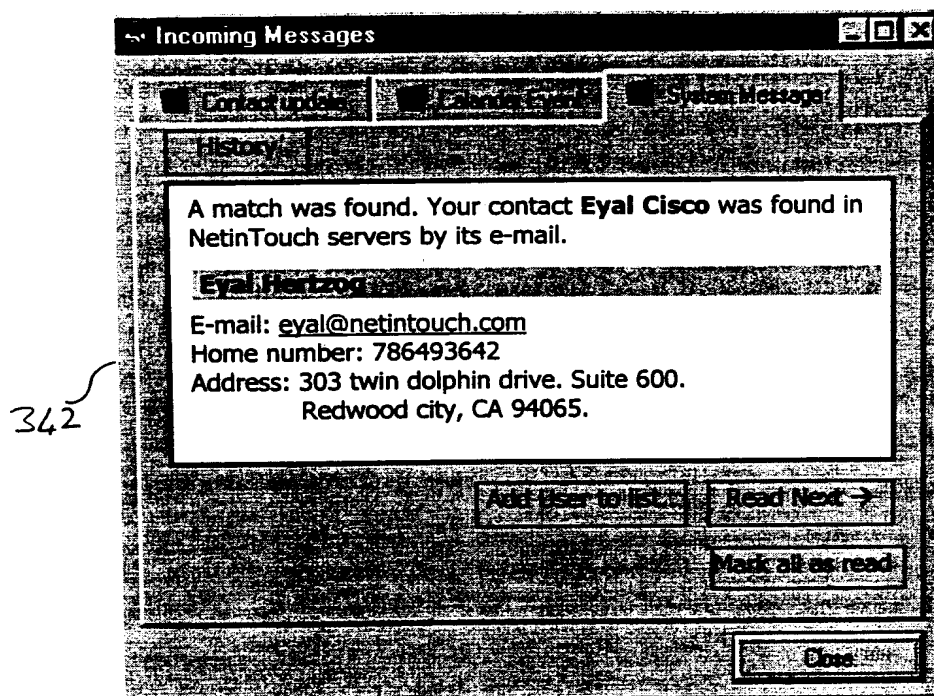 Incoming Messages
Contact update Calander Event System Message
History
A match was found. Your contact Eyal Cisco was found in
NetinTouch servers by its e-mail.
Eyal Hertzog
E-mail: eyal@netintouch.com
Home number: 786493642
Address: 303 twin dolphin drive. Suite 600.
Redwood city, CA 94065.
342
Add User to list... Read Next →
Mark all as read
Close